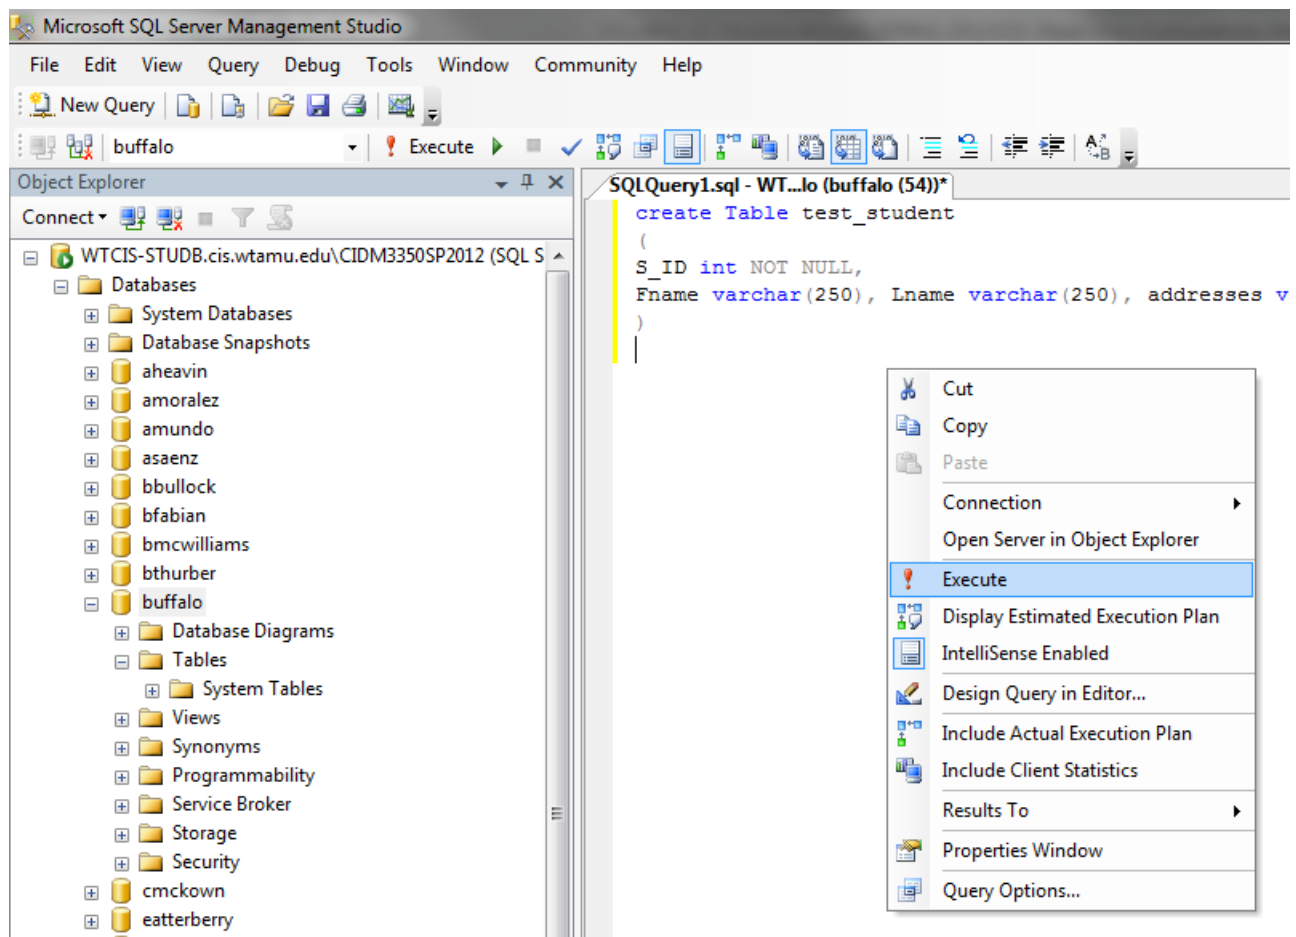 Microsoft SQL Server Management Studio
File Edit View Query Debug Tools Window Community Help
New Query
buffalo Execute
Object Explorer
Connect
WTCIS-STUDB.cis.wtamu.edu\CIDM3350SP2012 (SQL S
Databases
System Databases
Database Snapshots
aheavin
amoralez
amundo
asaenz
bbullock
bfabian
bmcwilliams
bthurber
buffalo
Database Diagrams
Tables
System Tables
Views
Synonyms
Programmability
Service Broker
Storage
Security
cmckown
eatterberry
SQLQuery1.sql - WT...lo (buffalo (54))*
create Table test_student
(
S_ID int NOT NULL,
Fname varchar(250), Lname varchar(250), addresses v
)
Cut
Copy
Paste
Connection
Open Server in Object Explorer
Execute
Display Estimated Execution Plan
IntelliSense Enabled
Design Query in Editor...
Include Actual Execution Plan
Include Client Statistics
Results To
Properties Window
Query Options...